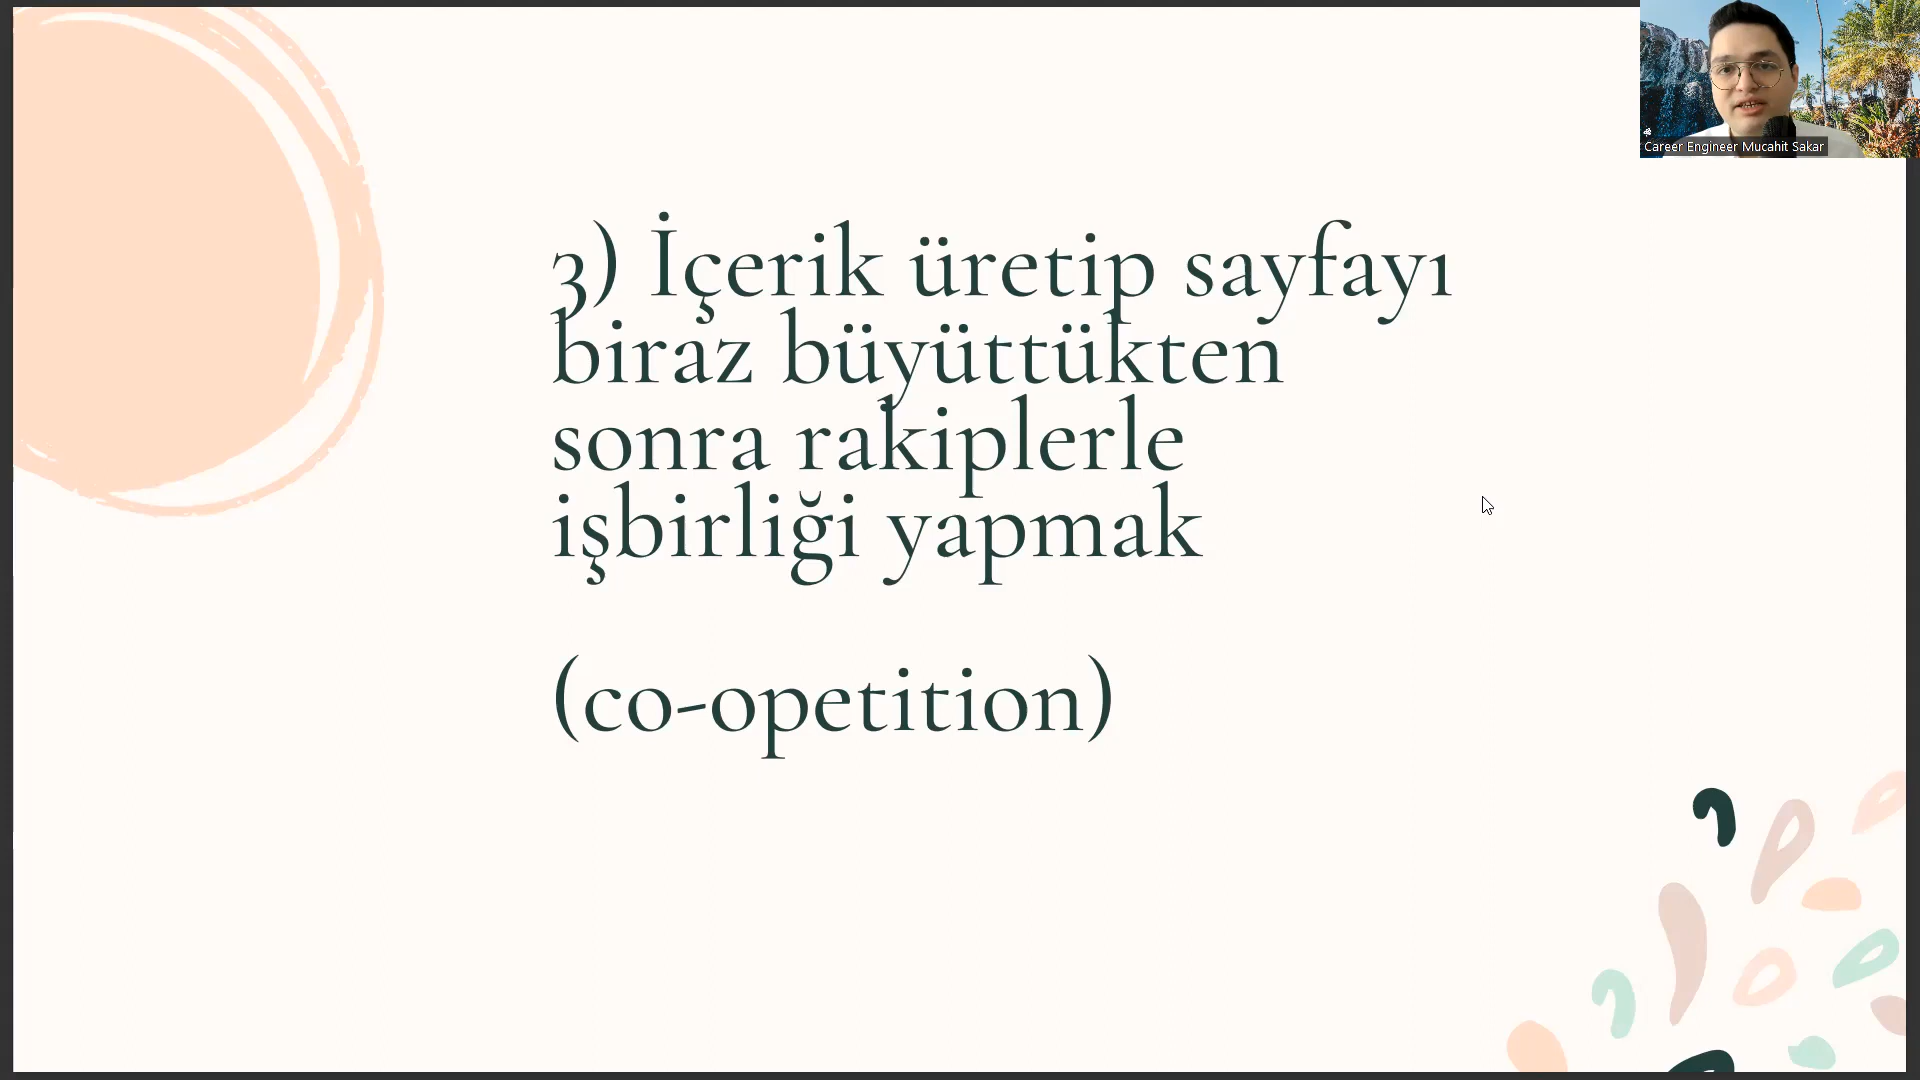 Career Engineer Mucahit Sakar
3) İçerik üretip sayfayı
biraz büyüttükten
sonra rakiplerle
işbirliği yapmak
(co-opetition)